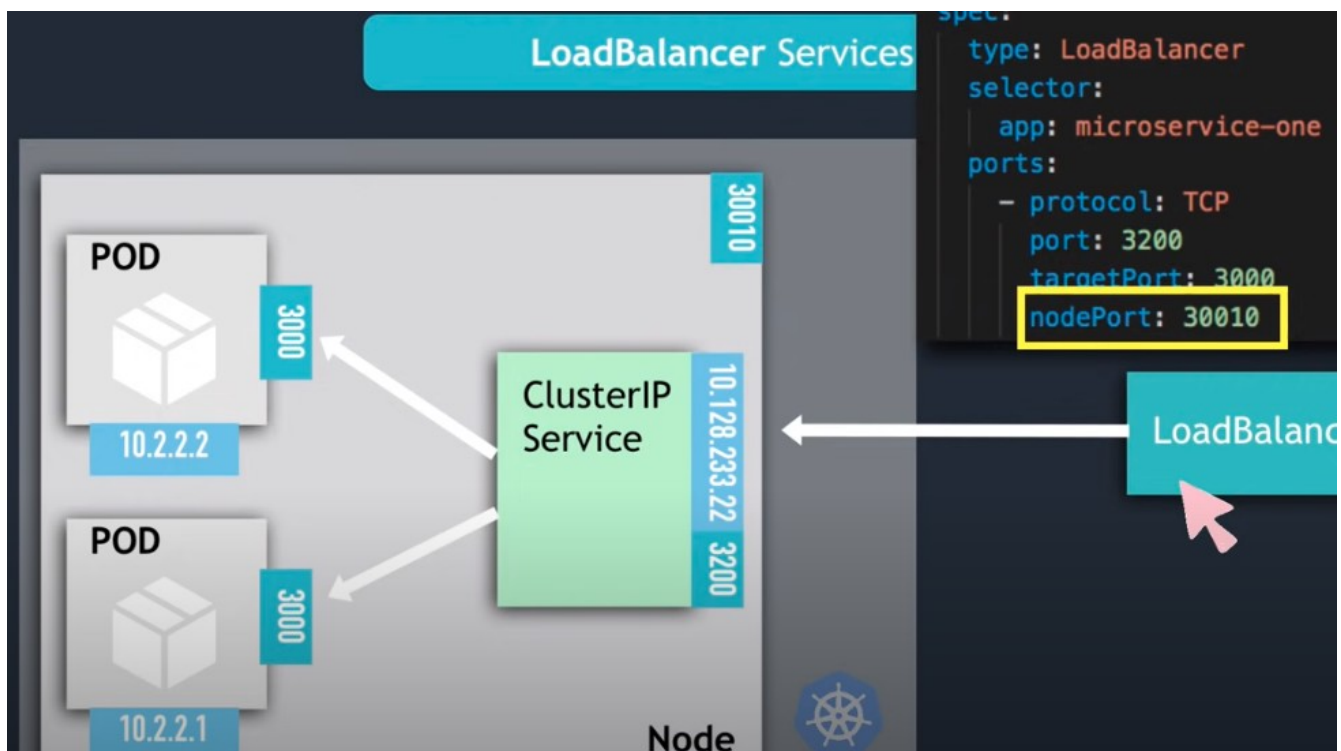 LoadBalancer Services
spec:
type: LoadBalancer
selector:
app: microservice-one
ports:
- protocol: TCP
port: 3200
targetPort: 3000
nodePort: 30010
30010
POD
3000
10.2.2.2
ClusterIP
Service
10.128.233.22
3200
LoadBalanc
POD
3000
10.2.2.1
Node